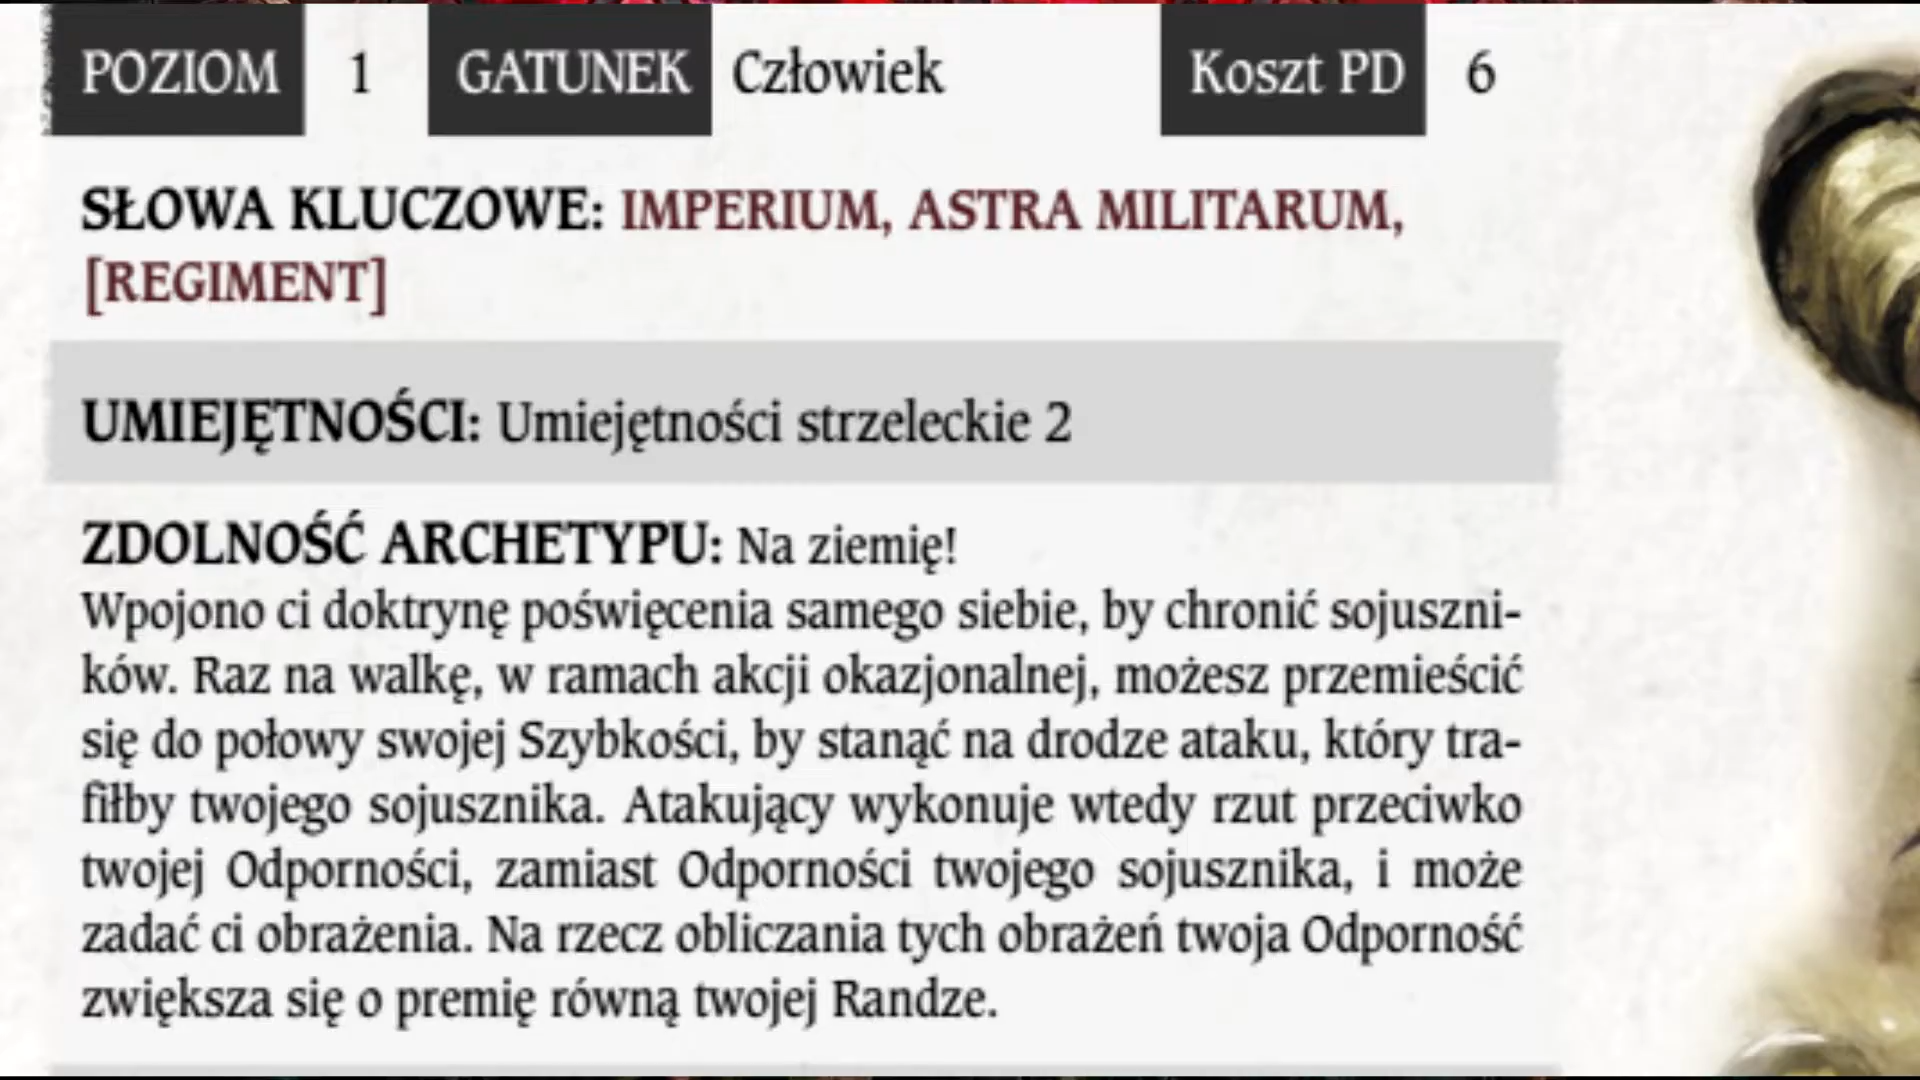 POZIOM 1 GATUNEK Człowiek Koszt PD 6
SŁOWA KLUCZOWE: IMPERIUM, ASTRA MILITARUM,
[REGIMENT]
UMIEJĘTNOŚCI: Umiejętności strzeleckie 2
ZDOLNOŚĆ ARCHETYPU: Na ziemię!
Wpojono ci doktrynę poświęcenia samego siebie, by chronić sojuszni-
ków. Raz na walkę, w ramach akcji okazjonalnej, możesz przemieścić
się do połowy swojej Szybkości, by stanąć na drodze ataku, który tra-
fiłby twojego sojusznika. Atakujący wykonuje wtedy rzut przeciwko
twojej Odporności, zamiast Odporności twojego sojusznika, i może
zadać ci obrażenia. Na rzecz obliczania tych obrażeń twoja Odporność
zwiększa się o premię równą twojej Randze.